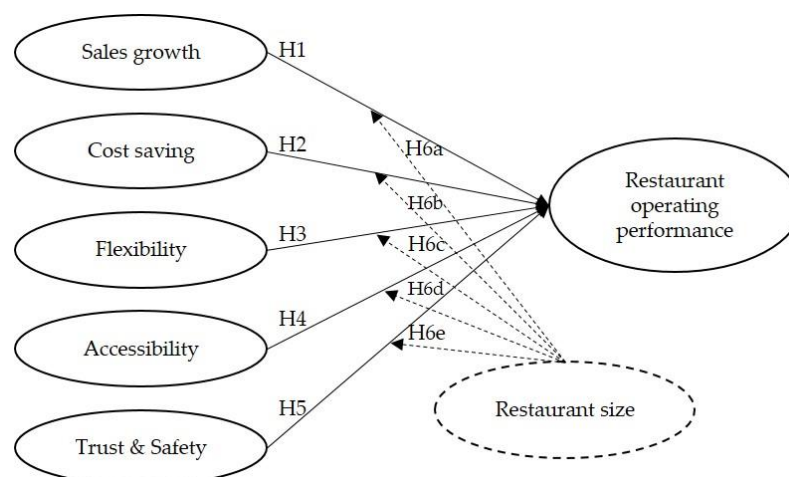 Sales growth
H1
Cost saving
H2
H6a
Restaurant
operating
performance
H6b
Flexibility
H3
H6c
H6d
Accessibility
H4
H6e
Restaurant size
Trust & Safety
H5